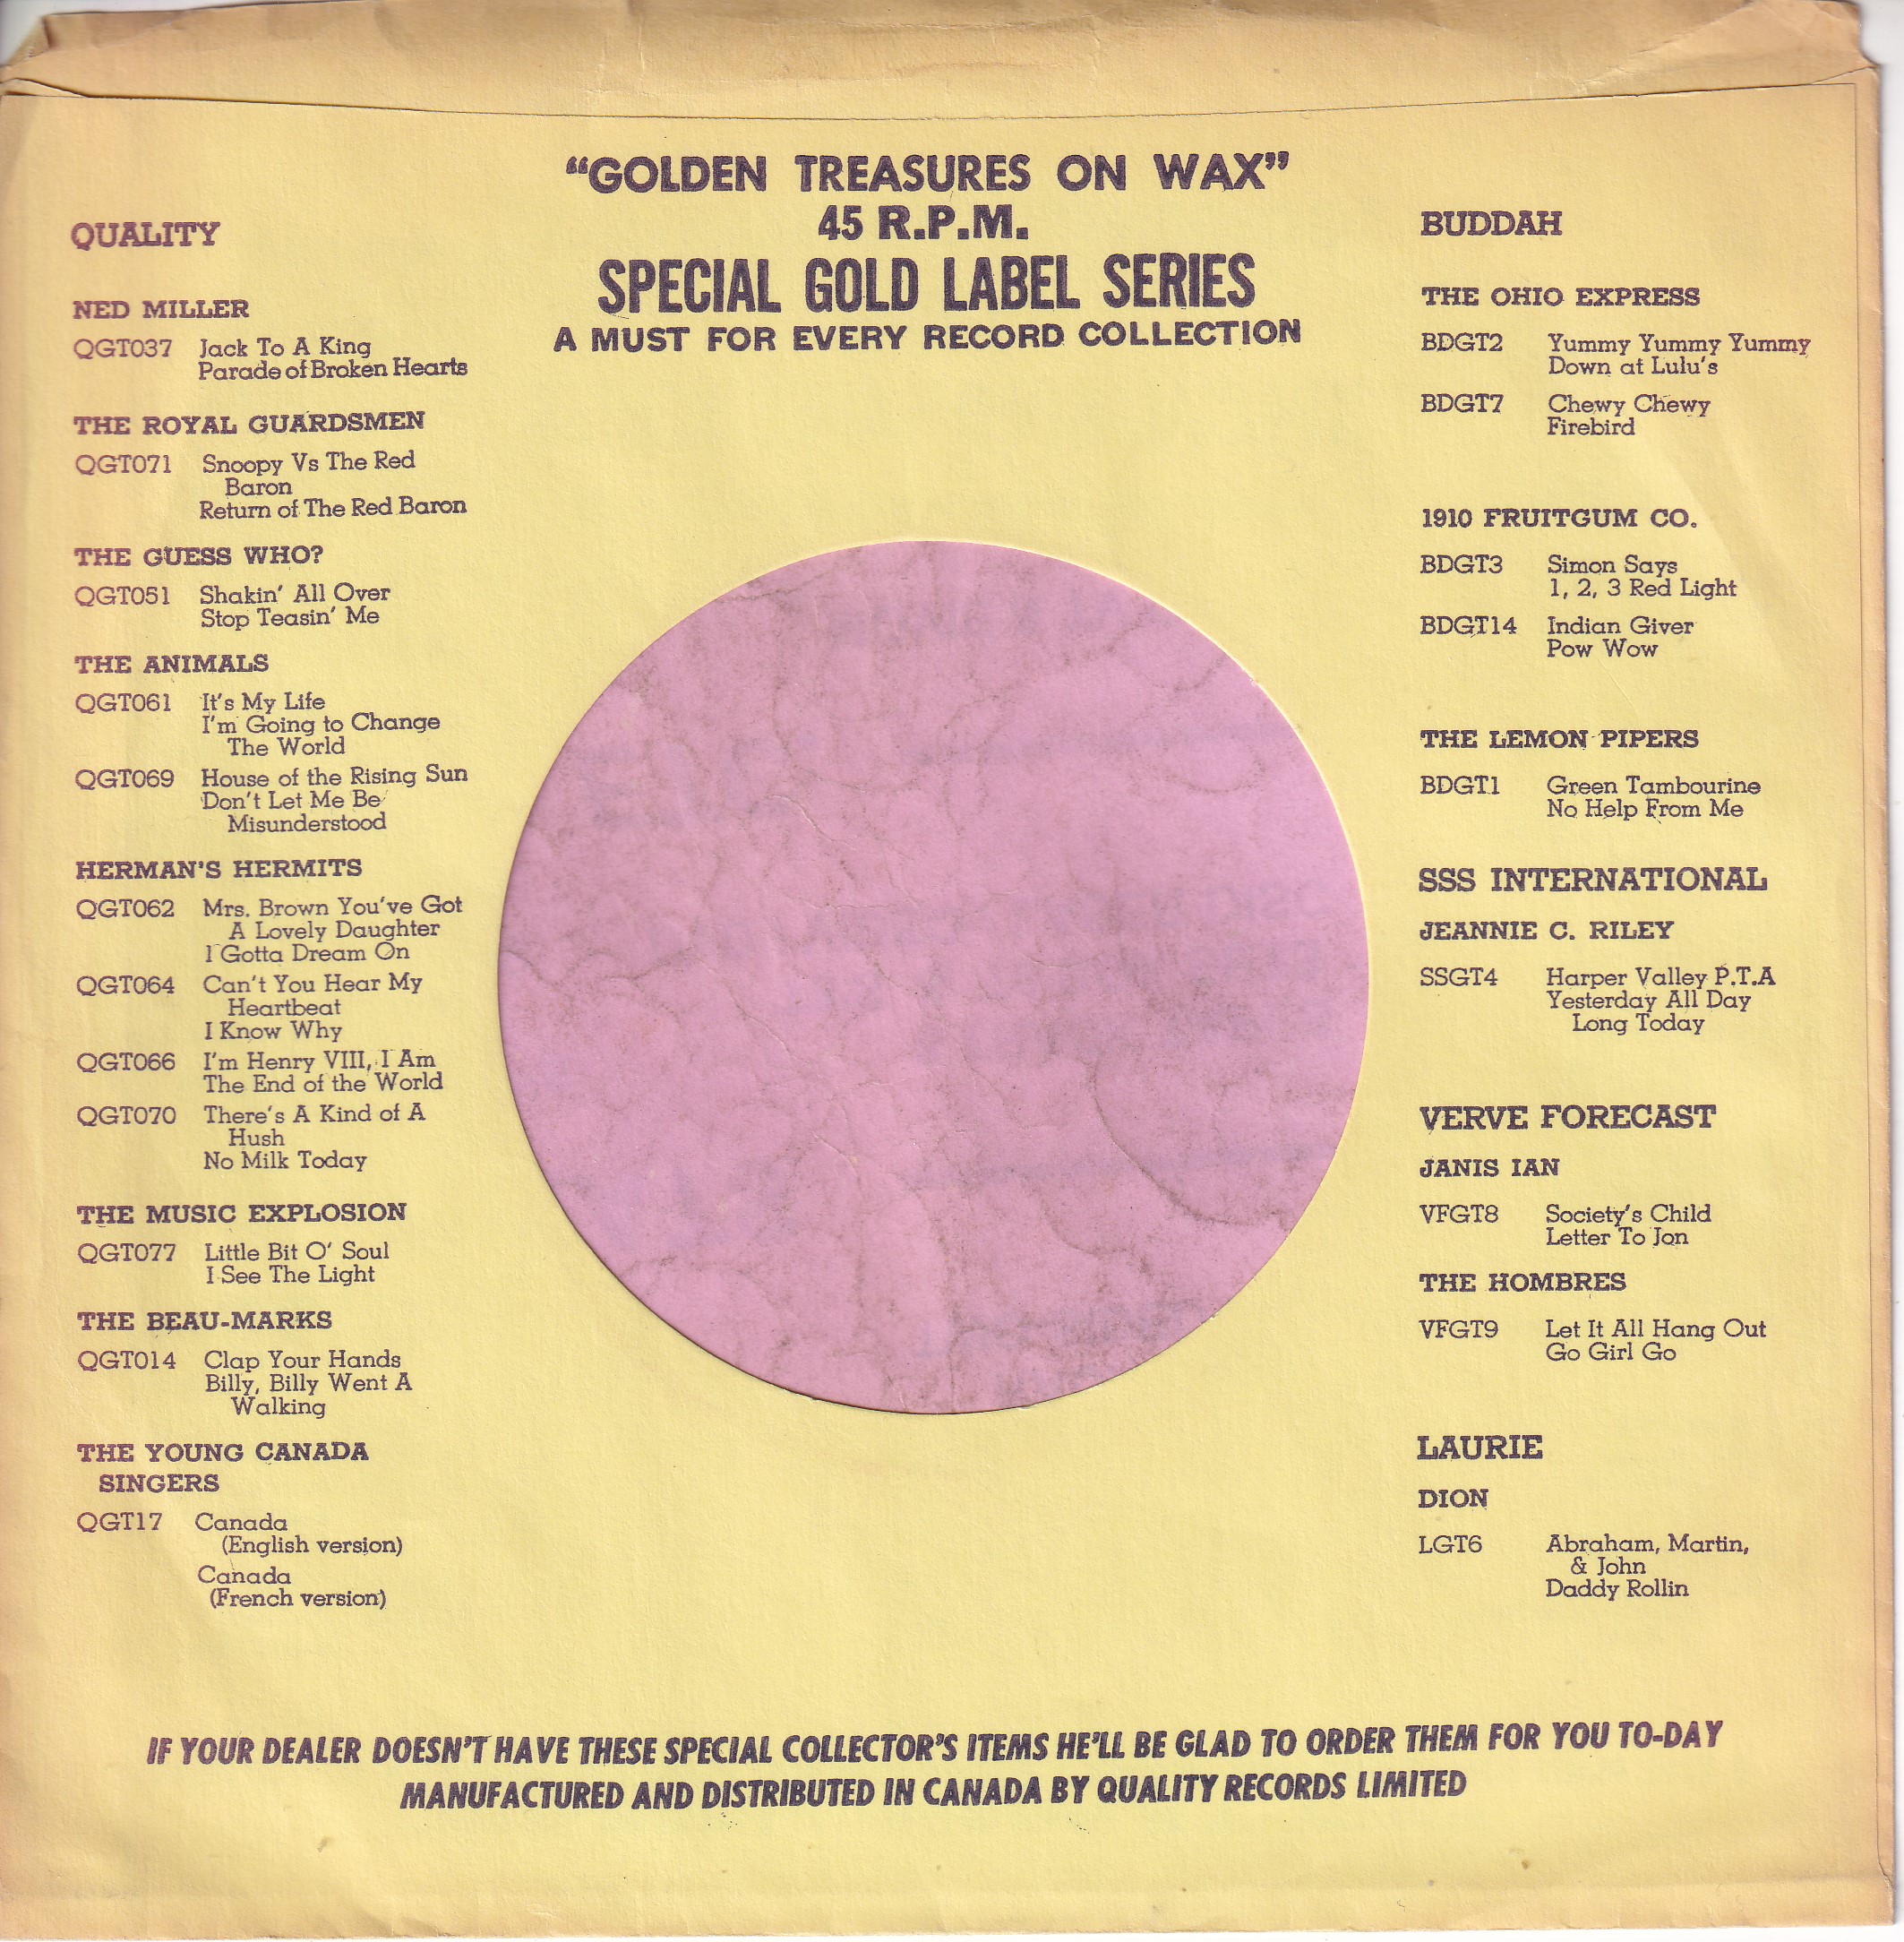 "GOLDEN TREASURES ON WAX"
45 R.P.M.
SPECIAL GOLD LABEL SERIES
A MUST FOR EVERY RECORD COLLECTION
QUALITY
NED MILLER
QGT037 Jack To A King
Parade of Broken Hearts
THE ROYAL GUARDSMEN
QGT071 Snoopy Vs The Red
Baron
Return of The Red Baron
THE GUESS WHO?
QGT051 Shakin' All Over
Stop Teasin' Me
THE ANIMALS
QGT061 It's My Life
I'm Going to Change
The World
QGT069 House of the Rising Sun
Don't Let Me Be
Misunderstood
HERMAN'S HERMITS
QGT062 Mrs. Brown You've Got
A Lovely Daughter
I Gotta Dream On
QGT064 Can't You Hear My
Heartbeat
I Know Why
QGT066 I'm Henry VIII, I Am
The End of the World
QGT070 There's A Kind of A
Hush
No Milk Today
THE MUSIC EXPLOSION
QGT077 Little Bit O' Soul
I See The Light
THE BEAU-MARKS
QGT014 Clap Your Hands
Billy, Billy Went A
Walking
THE YOUNG CANADA
SINGERS
QGT17 Canada
(English version)
Canada
(French version)
BUDDAH
THE OHIO EXPRESS
BDGT2 Yummy Yummy Yummy
Down at Lulu's
BDGT7 Chewy Chewy
Firebird
1910 FRUITGUM CO.
BDGT3 Simon Says
1, 2, 3 Red Light
BDGT14 Indian Giver
Pow Wow
THE LEMON PIPERS
BDGT1 Green Tambourine
No Help From Me
SSS INTERNATIONAL
JEANNIE C. RILEY
SSGT4 Harper Valley P.T.A
Yesterday All Day
Long Today
VERVE FORECAST
JANIS IAN
VFGT8 Society's Child
Letter To Jon
THE HOMBRES
VFGT9 Let It All Hang Out
Go Girl Go
LAURIE
DION
LGT6 Abraham, Martin,
& John
Daddy Rollin
IF YOUR DEALER DOESN'T HAVE THESE SPECIAL COLLECTOR'S ITEMS HE'LL BE GLAD TO ORDER THEM FOR YOU TO-DAY
MANUFACTURED AND DISTRIBUTED IN CANADA BY QUALITY RECORDS LIMITED